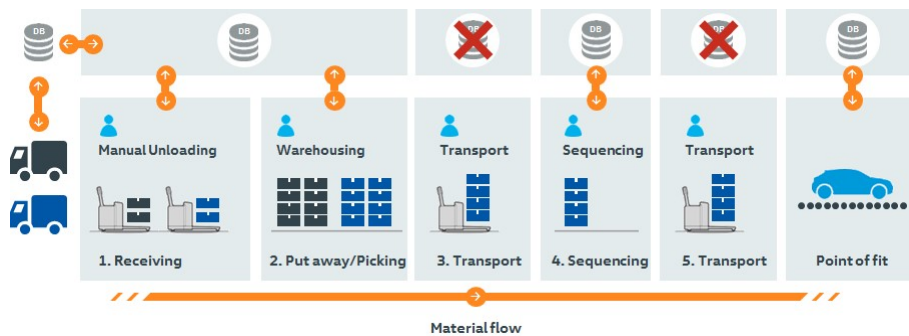 DB
DB
DB
DB
DB
DB
Manual Unloading
Warehousing
Transport
Sequencing
Transport
1. Receiving
2. Put away/Picking
3. Transport
4. Sequencing
5. Transport
Point of fit
Material flow